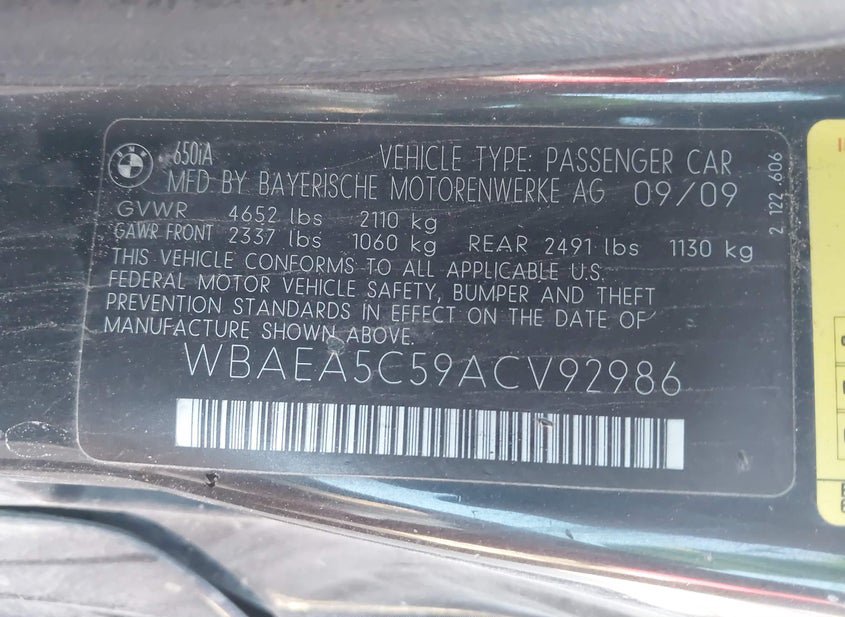 650iA VEHICLE TYPE: PASSENGER CAR
MFD BY BAYERISCHE MOTORENWERKE AG 09/09
GVWR 4652 lbs 2110 kg
GAWR FRONT 2337 lbs 1060 kg REAR 2491 lbs 1130 kg
THIS VEHICLE CONFORMS TO ALL APPLICABLE U.S.
FEDERAL MOTOR VEHICLE SAFETY, BUMPER AND THEFT
PREVENTION STANDARDS IN EFFECT ON THE DATE OF
MANUFACTURE SHOWN ABOVE.
WBAEA5C59ACV92986
2 122 606